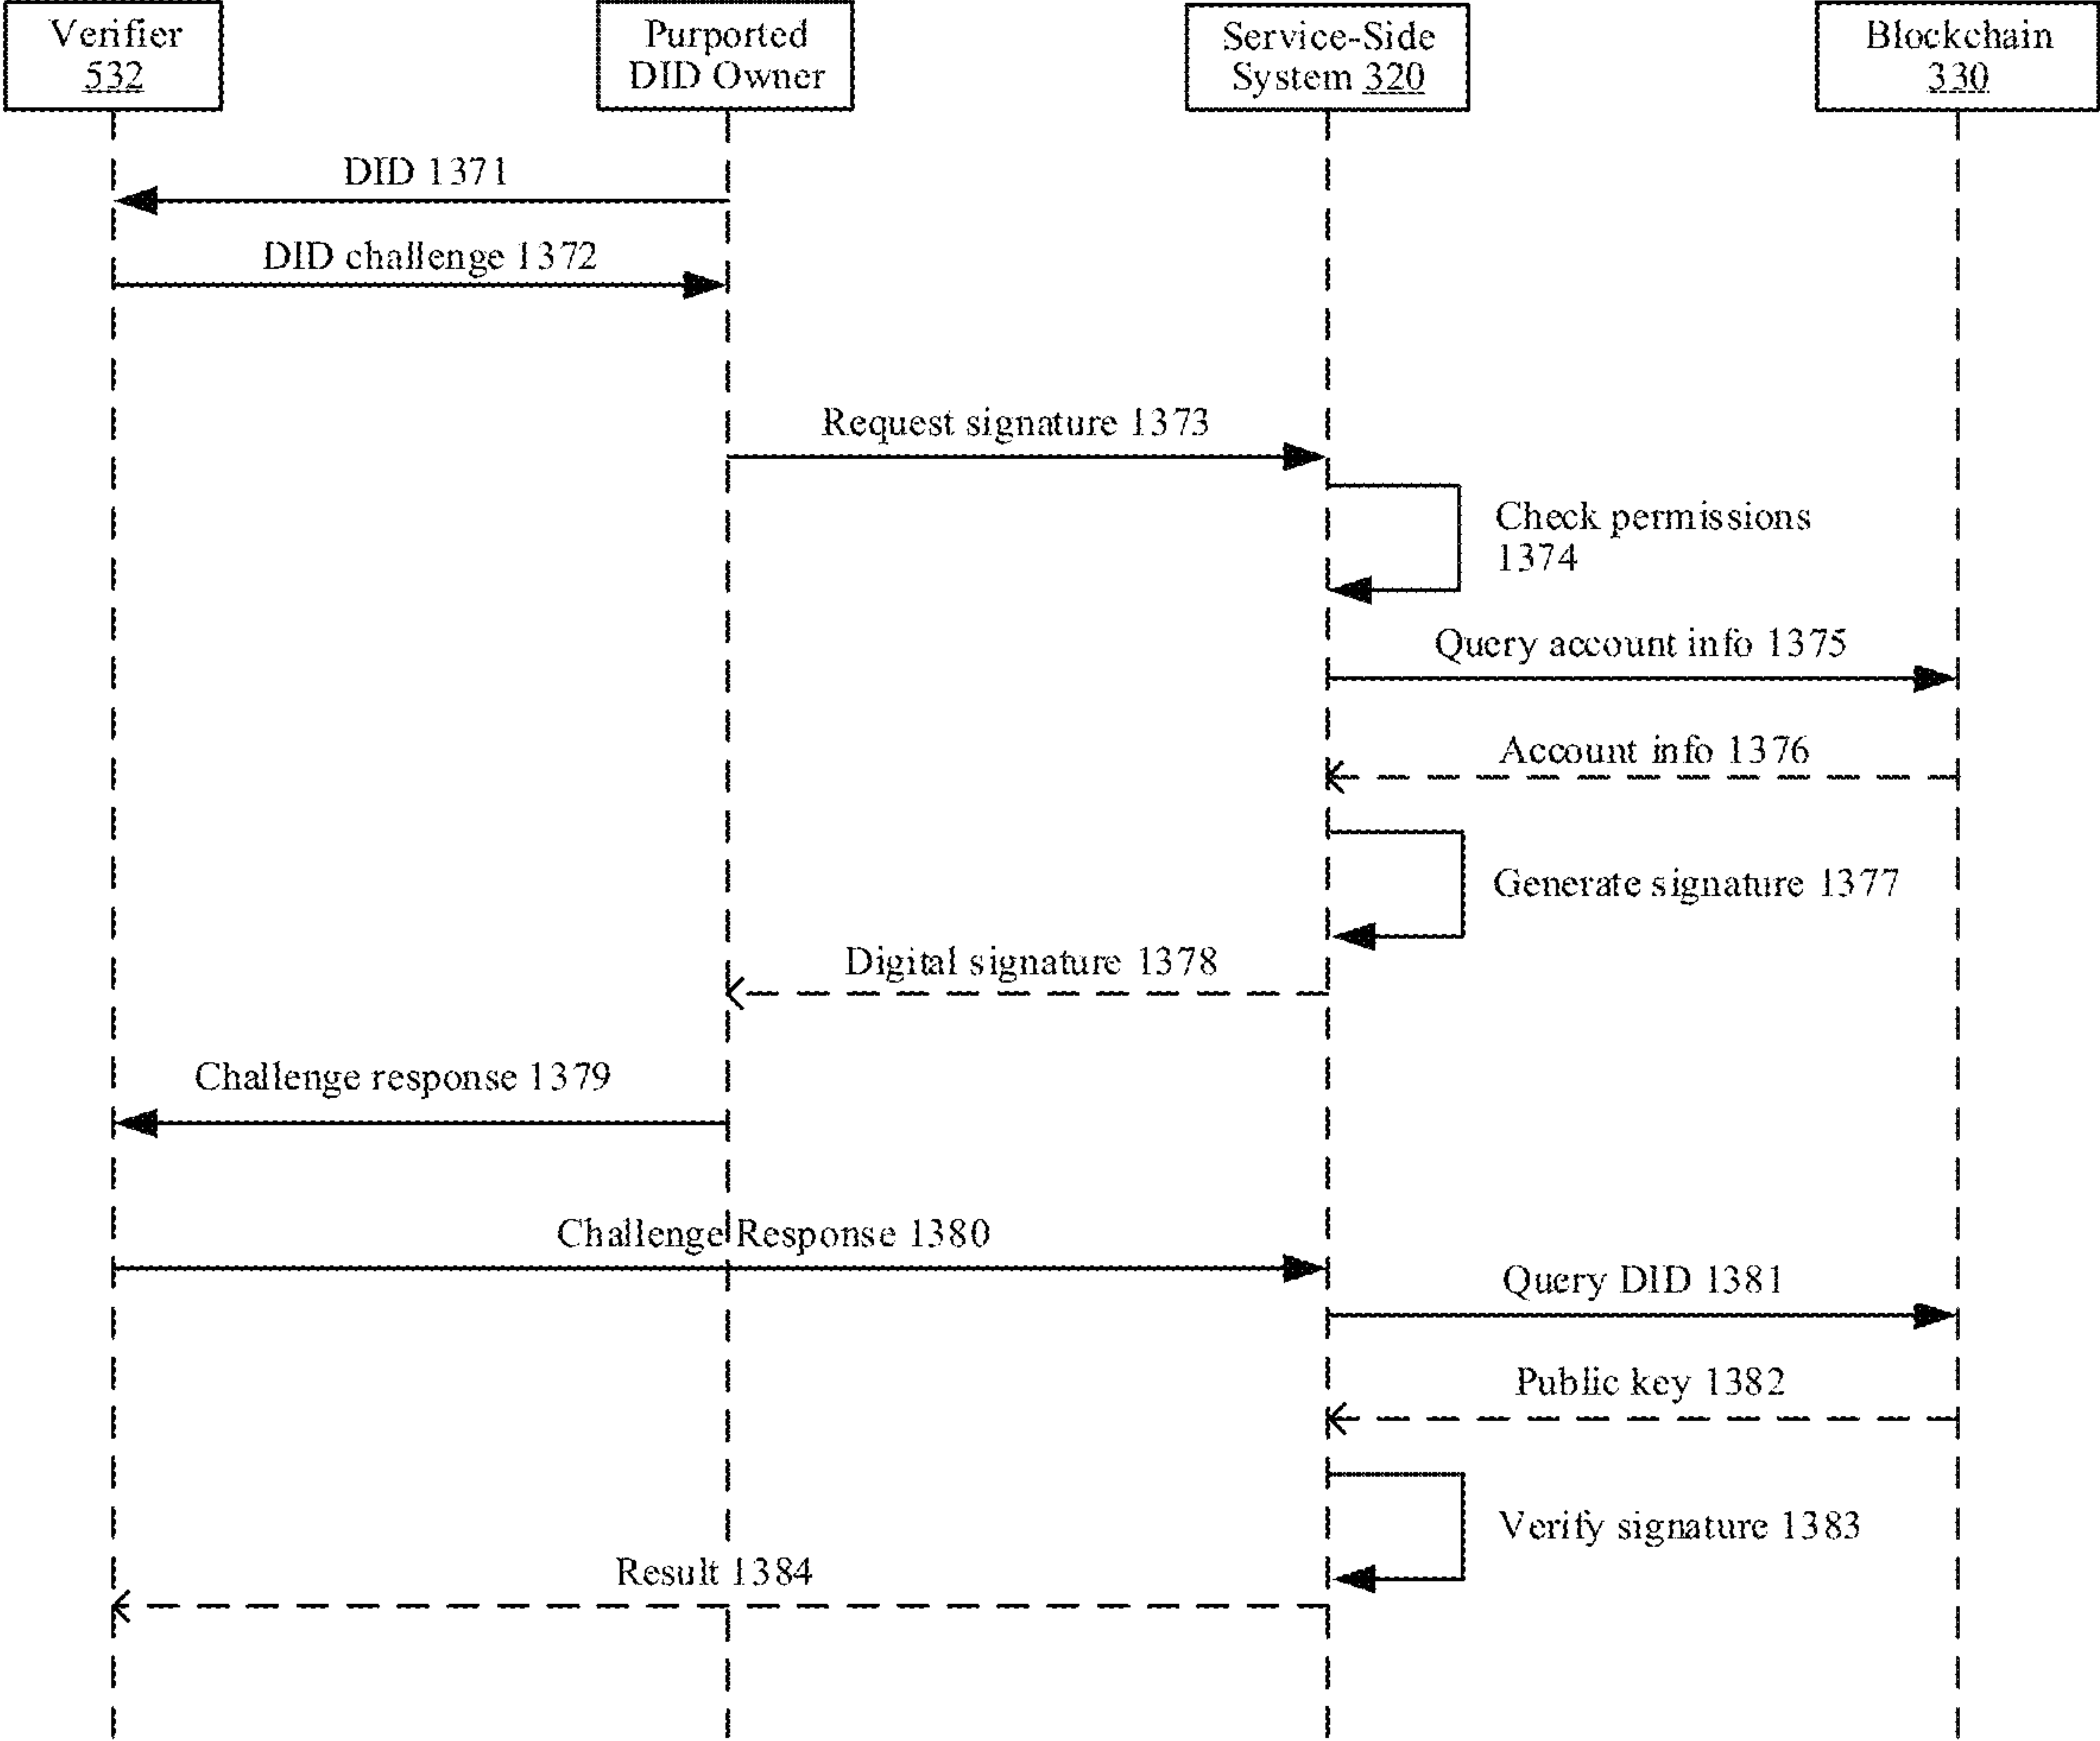 Verifier
532
Purported
DID Owner
Service-Side
System 320
Blockchain
330
DID 1371
DID challenge 1372
Request signature 1373
Check permissions
1374
Query account info 1375
Account info 1376
Generate signature 1377
Digital signature 1378
Challenge response 1379
Challenge Response 1380
Query DID 1381
Public key 1382
Verify signature 1383
Result 1384